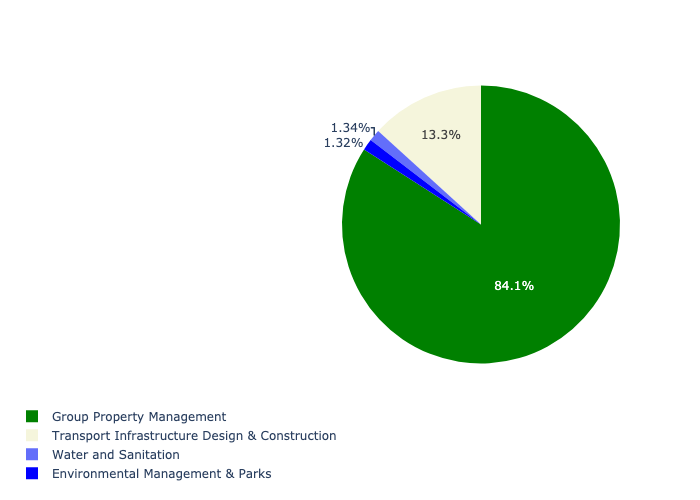 1.34%
13.3%
1.32%
84.1%
Group Property Management
Transport Infrastructure Design & Construction
Water and Sanitation
Environmental Management & Parks